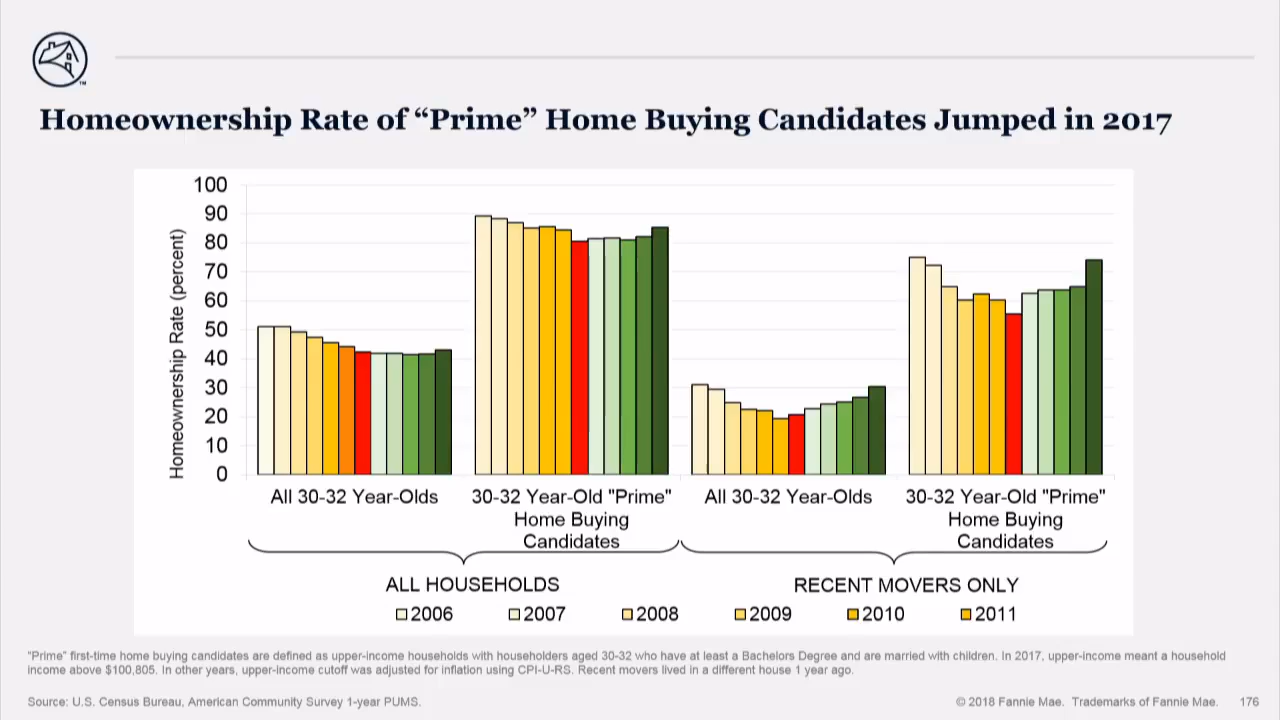 Homeownership Rate of “Prime” Home Buying Candidates Jumped in 2017
Homeownership Rate (percent)
100
90
80
70
60
50
40
30
20
10
0
All 30-32 Year-Olds
30-32 Year-Old "Prime"
Home Buying
Candidates
All 30-32 Year-Olds
30-32 Year-Old "Prime"
Home Buying
Candidates
ALL HOUSEHOLDS
RECENT MOVERS ONLY
2006 2007 2008 2009 2010 2011
"Prime" first-time home buying candidates are defined as upper-income households with householders aged 30-32 who have at least a Bachelors Degree and are married with children. In 2017, upper-income meant a household
income above $100,805. In other years, upper-income cutoff was adjusted for inflation using CPI-U-RS. Recent movers lived in a different house 1 year ago.
Source: U.S. Census Bureau, American Community Survey 1-year PUMS.
© 2018 Fannie Mae. Trademarks of Fannie Mae. 176